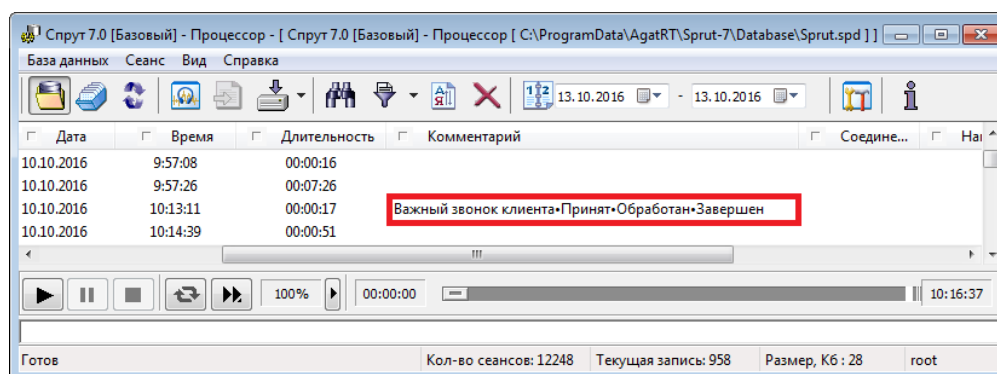 Спрут 7.0 [Базовый] - Процессор - [ Спрут 7.0 [Базовый] - Процессор [ C:\ProgramData\AgatRT\Sprut-7\Database\Sprut.spd ] ]
База данных Сеанс Вид Справка
13.10.2016 - 13.10.2016
Дата Время Длительность Комментарий Соедине... На
10.10.2016 9:57:08 00:00:16
10.10.2016 9:57:26 00:07:26
10.10.2016 10:13:11 00:00:17 Важный звонок клиента•Принят•Обработан•Завершен
10.10.2016 10:14:39 00:00:51
100% 00:00:00 10:16:37
Готов Кол-во сеансов: 12248 Текущая запись: 958 Размер, Кб : 28 root